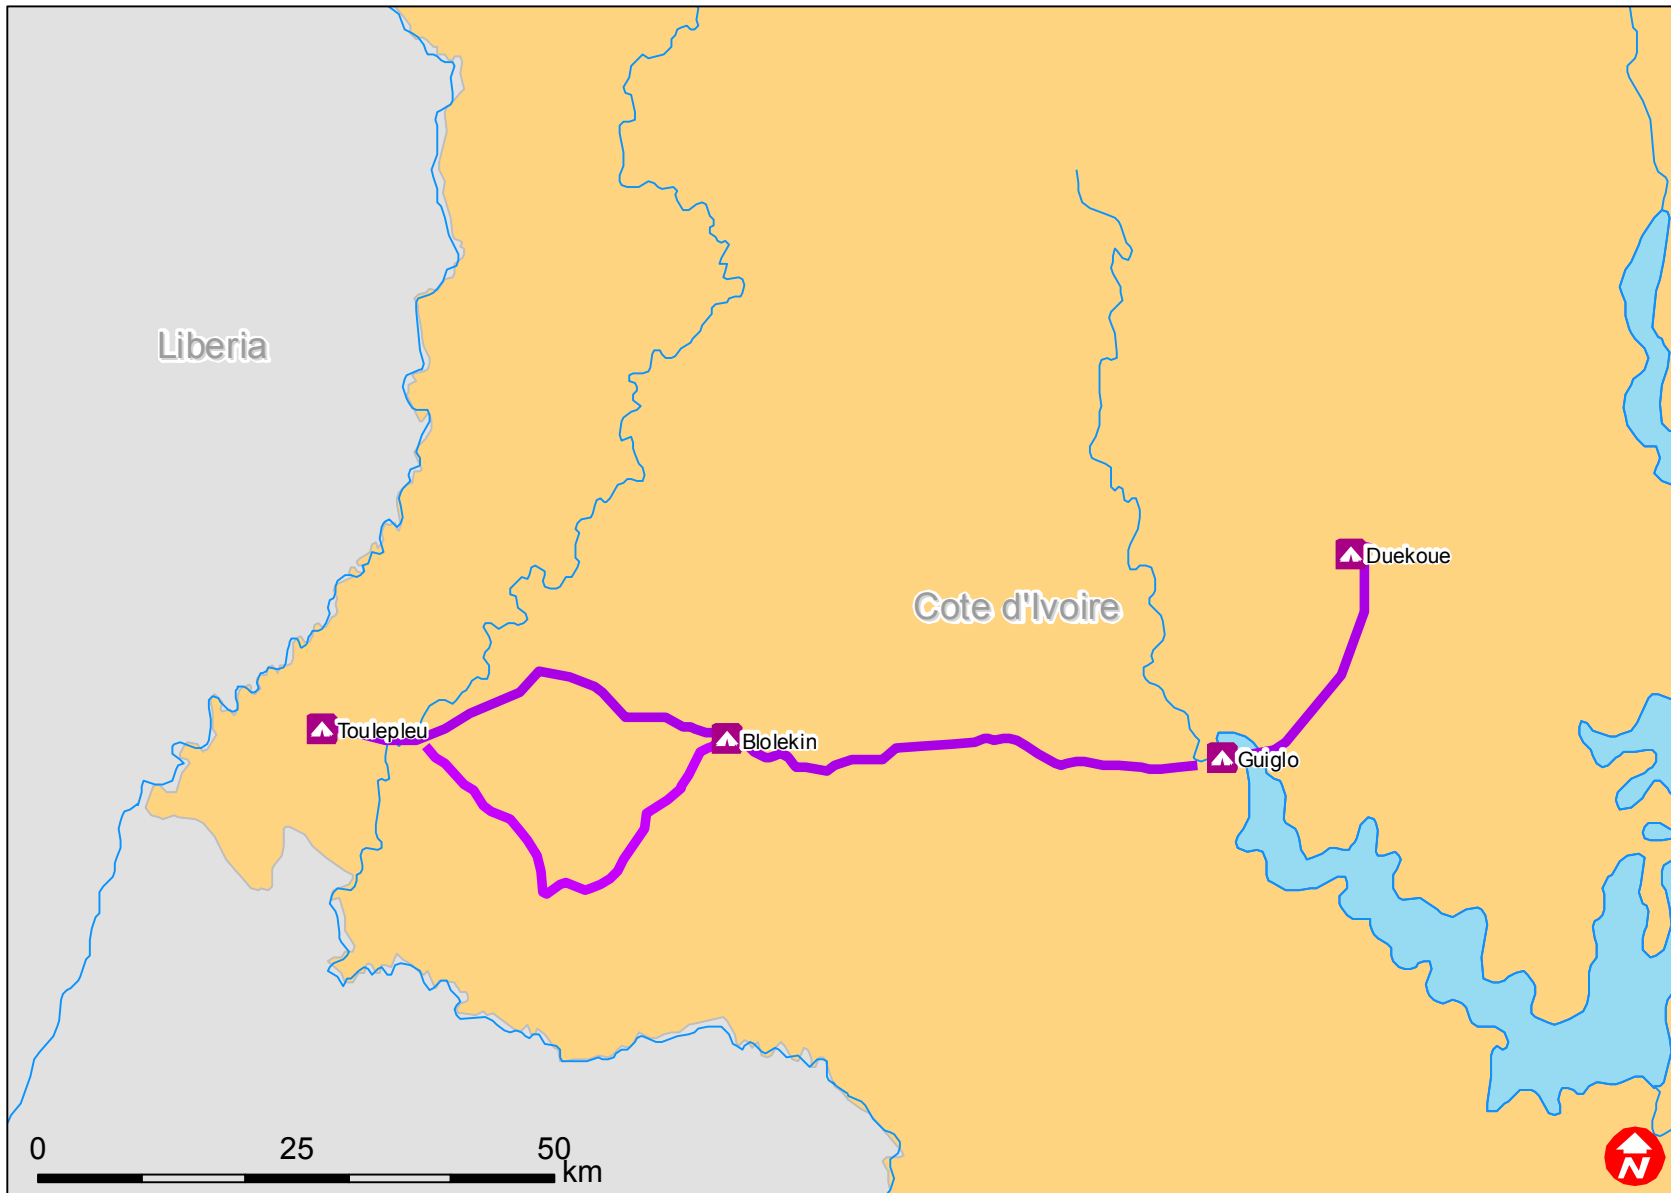 Liberia
Duekoue
Cote d'Ivoire
Toulepleu
Blolekin
Guiglo
0 25 50
km
N